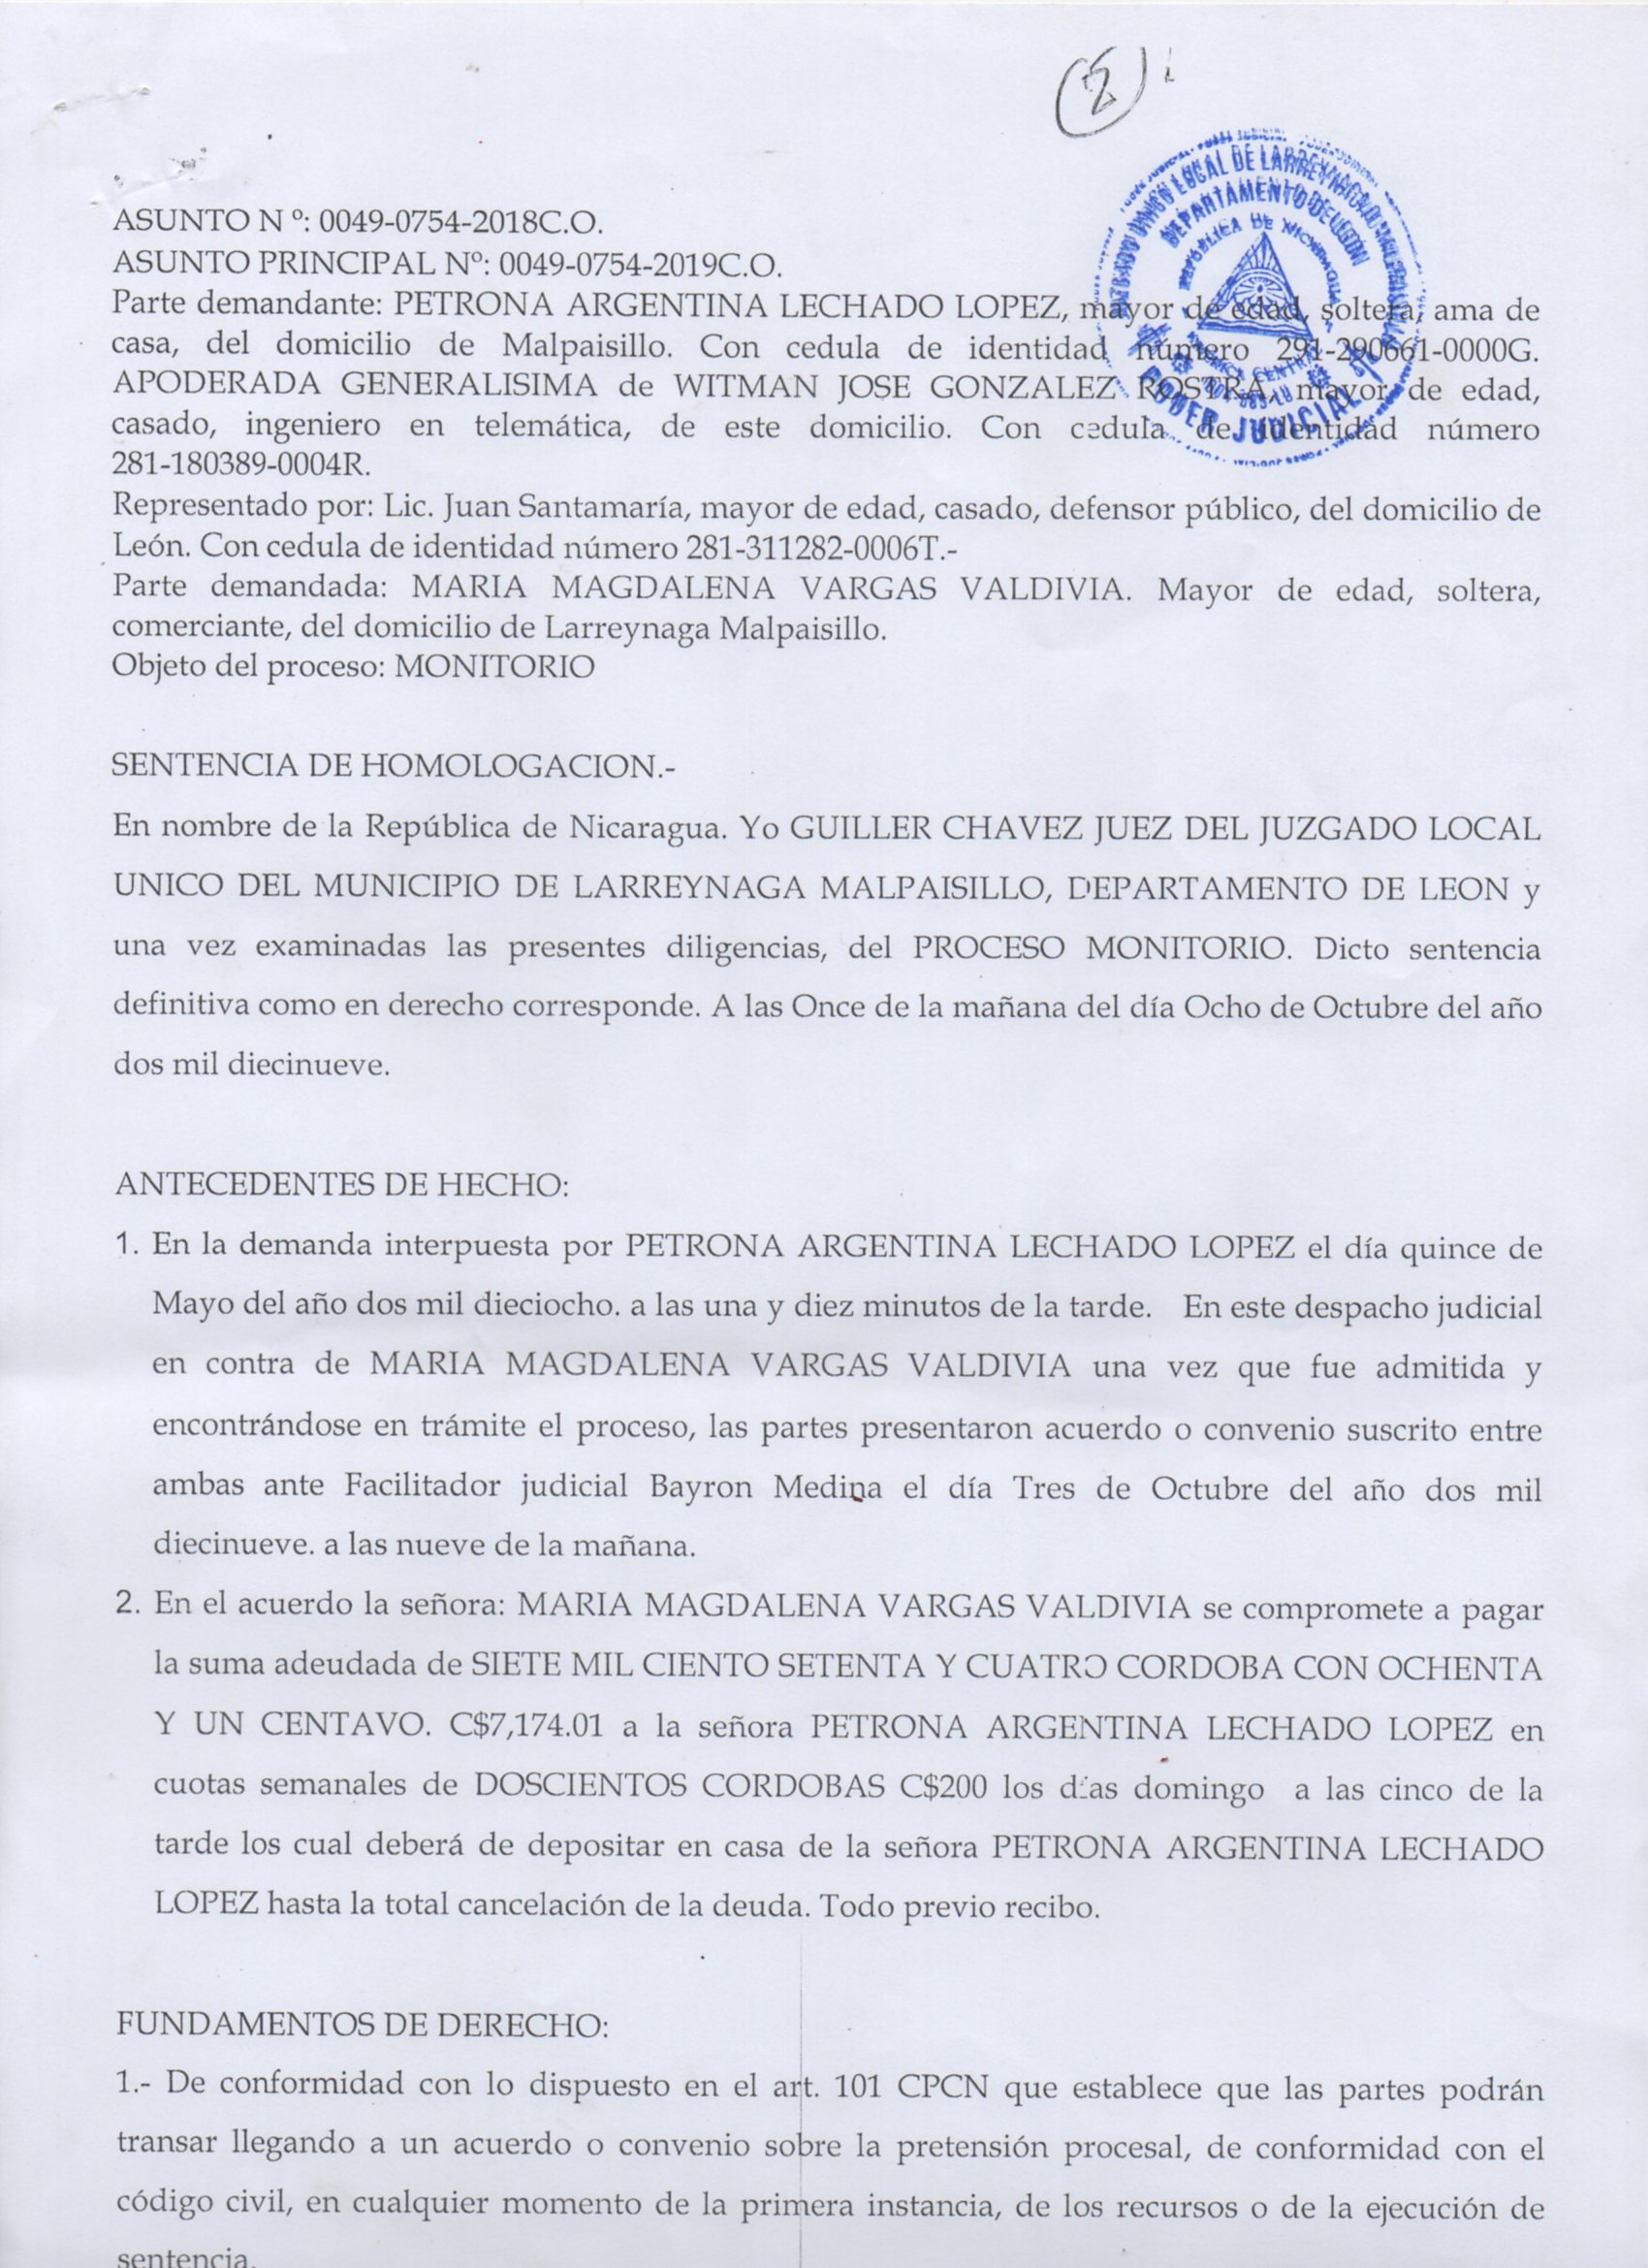 (2)
ASUNTO N º: 0049-0754-2018C.O.
ASUNTO PRINCIPAL Nº: 0049-0754-2019C.O.
Parte demandante: PETRONA ARGENTINA LECHADO LOPEZ, mayor de edad, soltera, ama de
casa, del domicilio de Malpaisillo. Con cedula de identidad número 291-290661-0000G.
APODERADA GENERALISIMA de WITMAN JOSE GONZALEZ ROSTRA, mayor de edad,
casado, ingeniero en telemática, de este domicilio. Con cedula de identidad número
281-180389-0004R.
Representado por: Lic. Juan Santamaría, mayor de edad, casado, defensor público, del domicilio de
León. Con cedula de identidad número 281-311282-0006T.-
Parte demandada: MARIA MAGDALENA VARGAS VALDIVIA. Mayor de edad, soltera,
comerciante, del domicilio de Larreynaga Malpaisillo.
Objeto del proceso: MONITORIO
DEPARTAMENTO DE LEON
REPÚBLICA DE NICARAGUA
PODER JUDICIAL
SENTENCIA DE HOMOLOGACION.-
En nombre de la República de Nicaragua. Yo GUILLER CHAVEZ JUEZ DEL JUZGADO LOCAL
UNICO DEL MUNICIPIO DE LARREYNAGA MALPAISILLO, DEPARTAMENTO DE LEON y
una vez examinadas las presentes diligencias, del PROCESO MONITORIO. Dicto sentencia
definitiva como en derecho corresponde. A las Once de la mañana del día Ocho de Octubre del año
dos mil diecinueve.
ANTECEDENTES DE HECHO:
1. En la demanda interpuesta por PETRONA ARGENTINA LECHADO LOPEZ el día quince de
Mayo del año dos mil dieciocho. a las una y diez minutos de la tarde. En este despacho judicial
en contra de MARIA MAGDALENA VARGAS VALDIVIA una vez que fue admitida y
encontrándose en trámite el proceso, las partes presentaron acuerdo o convenio suscrito entre
ambas ante Facilitador judicial Bayron Medina el día Tres de Octubre del año dos mil
diecinueve. a las nueve de la mañana.
2. En el acuerdo la señora: MARIA MAGDALENA VARGAS VALDIVIA se compromete a pagar
la suma adeudada de SIETE MIL CIENTO SETENTA Y CUATRO CORDOBA CON OCHENTA
Y UN CENTAVO. C$7,174.01 a la señora PETRONA ARGENTINA LECHADO LOPEZ en
cuotas semanales de DOSCIENTOS CORDOBAS C$200 los días domingo a las cinco de la
tarde los cual deberá de depositar en casa de la señora PETRONA ARGENTINA LECHADO
LOPEZ hasta la total cancelación de la deuda. Todo previo recibo.
FUNDAMENTOS DE DERECHO:
1.- De conformidad con lo dispuesto en el art. 101 CPCN que establece que las partes podrán
transar llegando a un acuerdo o convenio sobre la pretensión procesal, de conformidad con el
código civil, en cualquier momento de la primera instancia, de los recursos o de la ejecución de
sentencia.